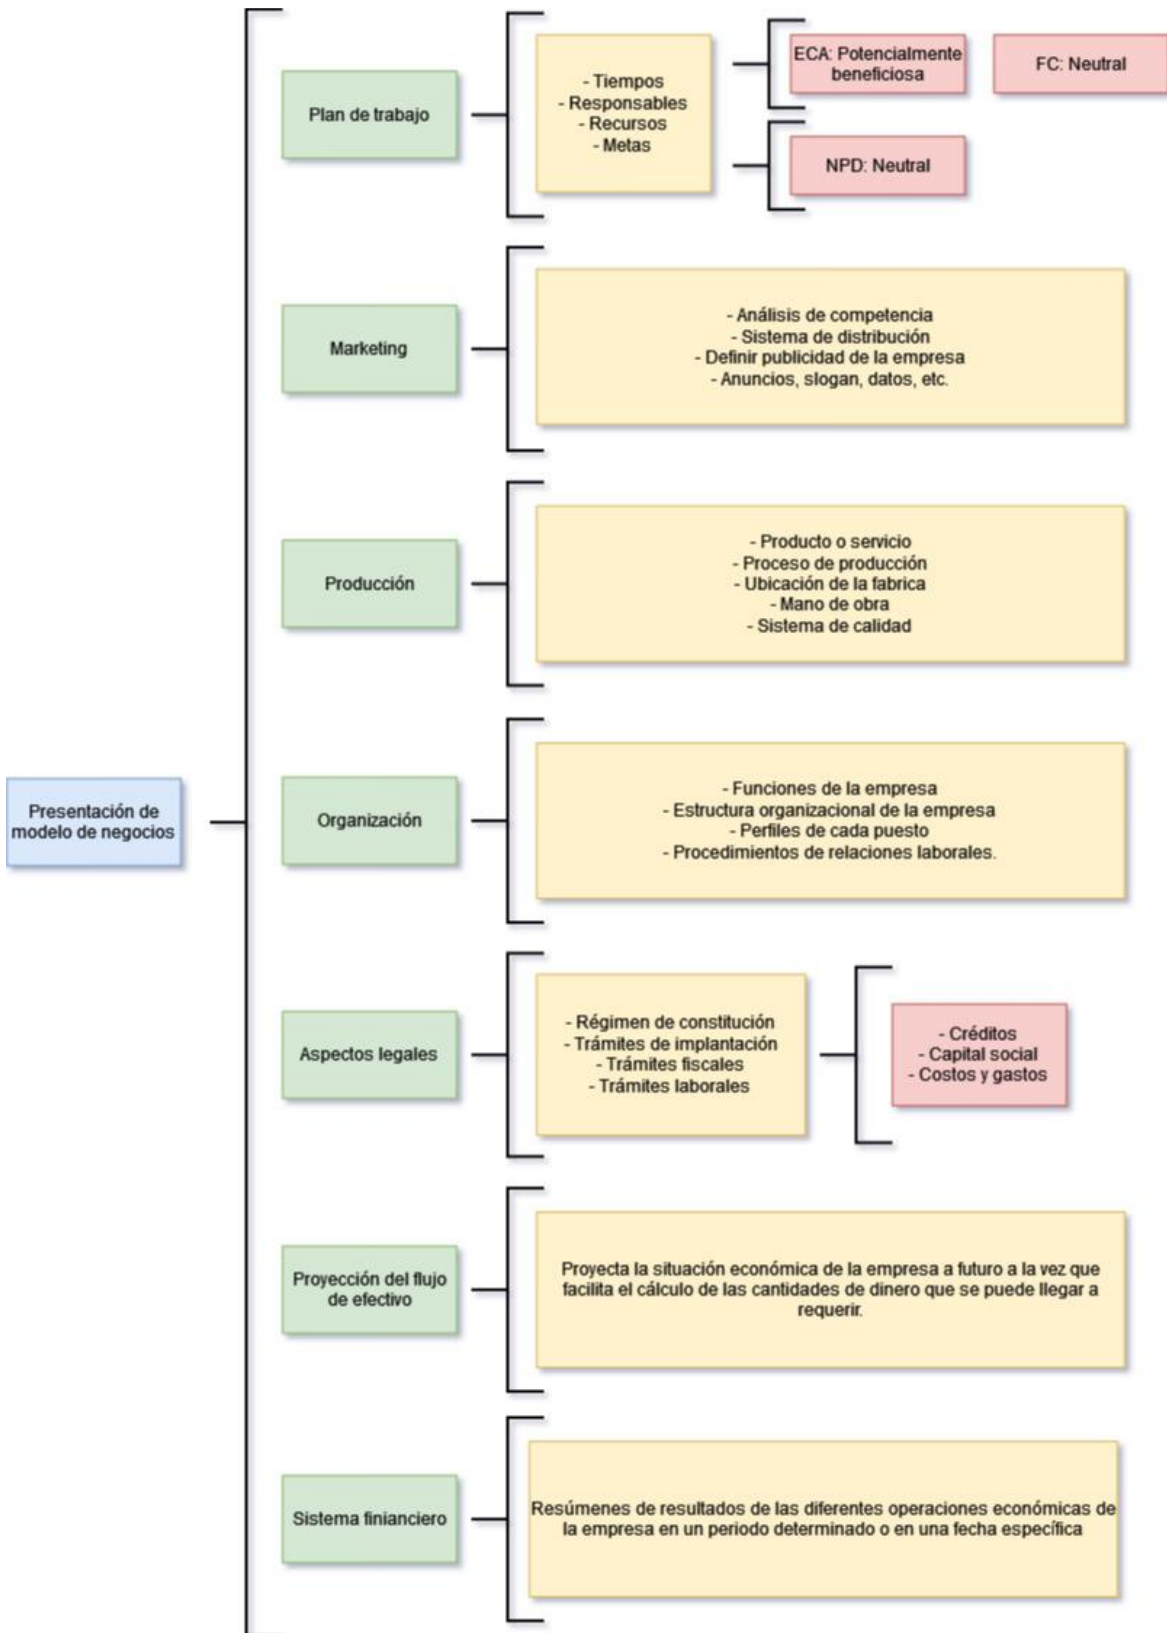 Plan de trabajo
- Tiempos
- Responsables
- Recursos
- Metas
ECA: Potencialmente
beneficiosa
FC: Neutral
NPD: Neutral
Marketing
- Análisis de competencia
- Sistema de distribución
- Definir publicidad de la empresa
- Anuncios, slogan, datos, etc.
Producción
- Producto o servicio
- Proceso de producción
- Ubicación de la fabrica
- Mano de obra
- Sistema de calidad
Presentación de
modelo de negocios
Organización
- Funciones de la empresa
- Estructura organizacional de la empresa
- Perfiles de cada puesto
- Procedimientos de relaciones laborales.
Aspectos legales
- Régimen de constitución
- Trámites de implantación
- Trámites fiscales
- Trámites laborales
- Créditos
- Capital social
- Costos y gastos
Proyección del flujo
de efectivo
Proyecta la situación económica de la empresa a futuro a la vez que
facilita el cálculo de las cantidades de dinero que se puede llegar a
requerir.
Sistema finianciero
Resúmenes de resultados de las diferentes operaciones económicas de
la empresa en un periodo determinado o en una fecha específica